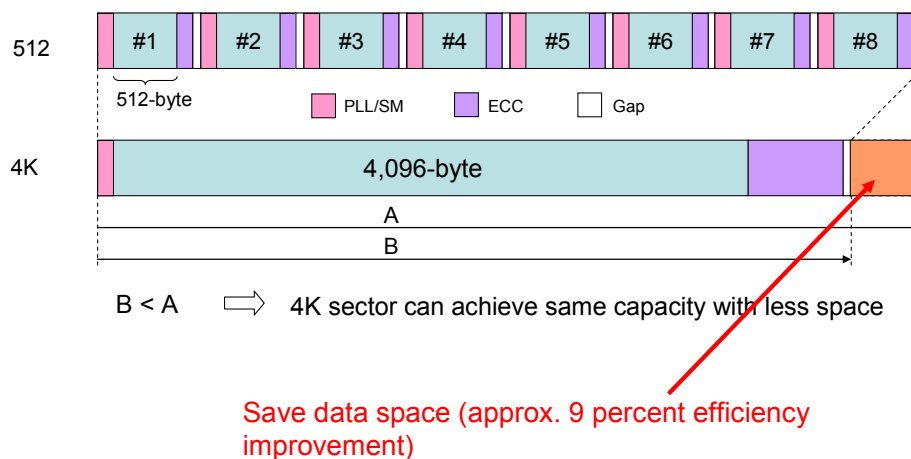 512
#1 #2 #3 #4 #5 #6 #7 #8
512-byte
PLL/SM ECC Gap
4K
4,096-byte
A
B
B < A 4K sector can achieve same capacity with less space
Save data space (approx. 9 percent efficiency
improvement)